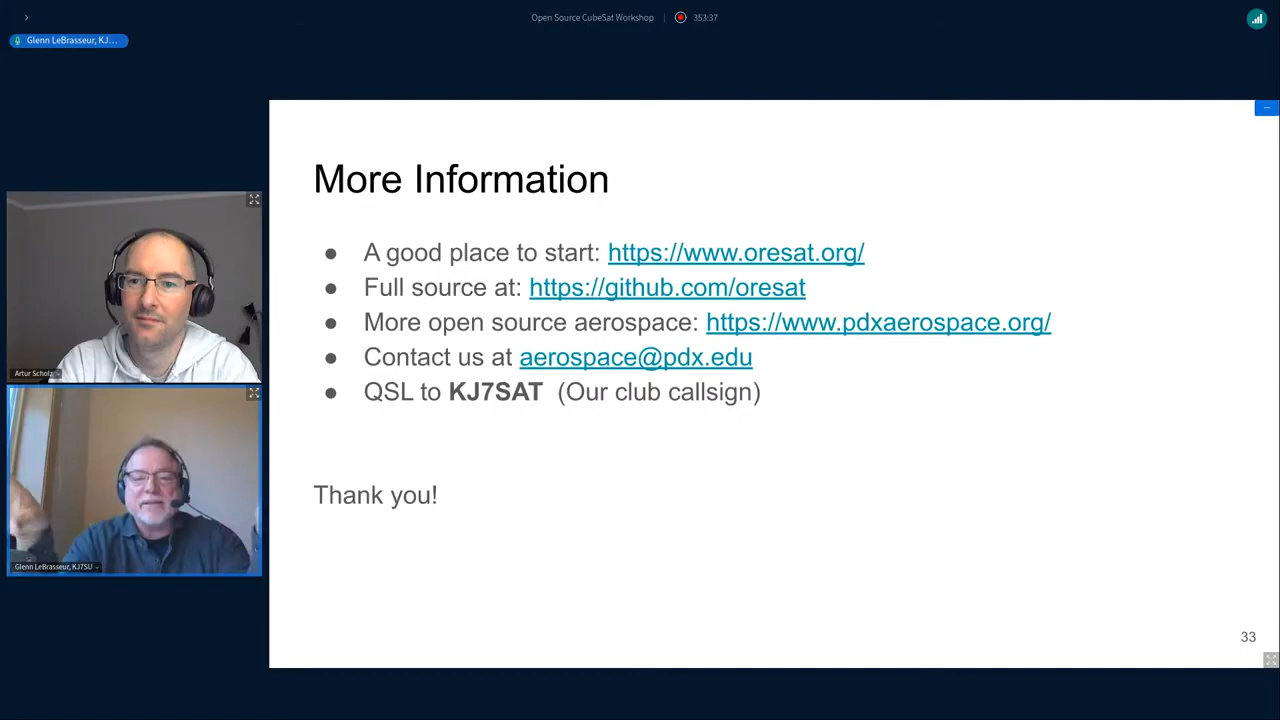 Open Source CubeSat Workshop
353:37
Glenn LeBrasseur, KJ...
More Information
● A good place to start: https://www.oresat.org/
● Full source at: https://github.com/oresat
● More open source aerospace: https://www.pdxaerospace.org/
● Contact us at aerospace@pdx.edu
● QSL to KJ7SAT (Our club callsign)
Thank you!
33
Artur Scholz
Glenn LeBrasseur, KJ7SU